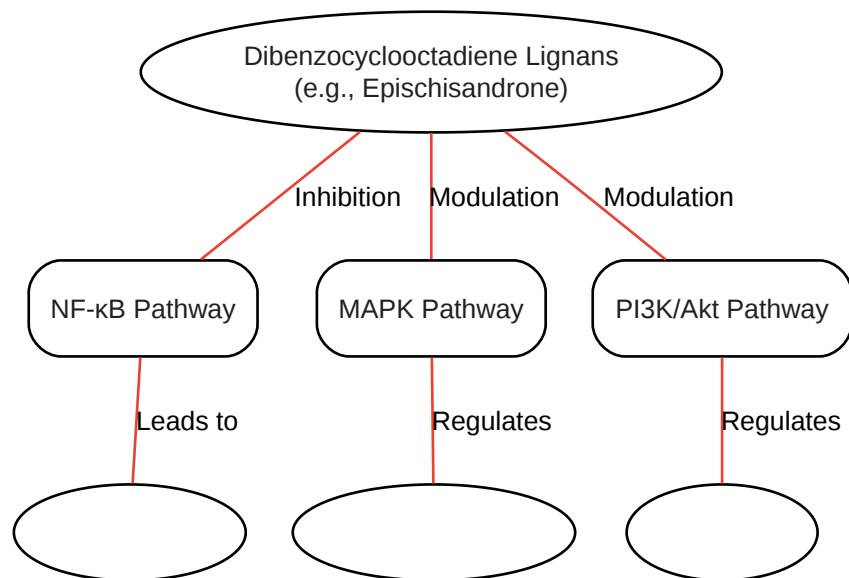 Dibenzocyclooctadiene Lignans
(e.g., Epischisandrone)
Inhibition
Modulation
Modulation
NF-κB Pathway
MAPK Pathway
PI3K/Akt Pathway
Leads to
Regulates
Regulates